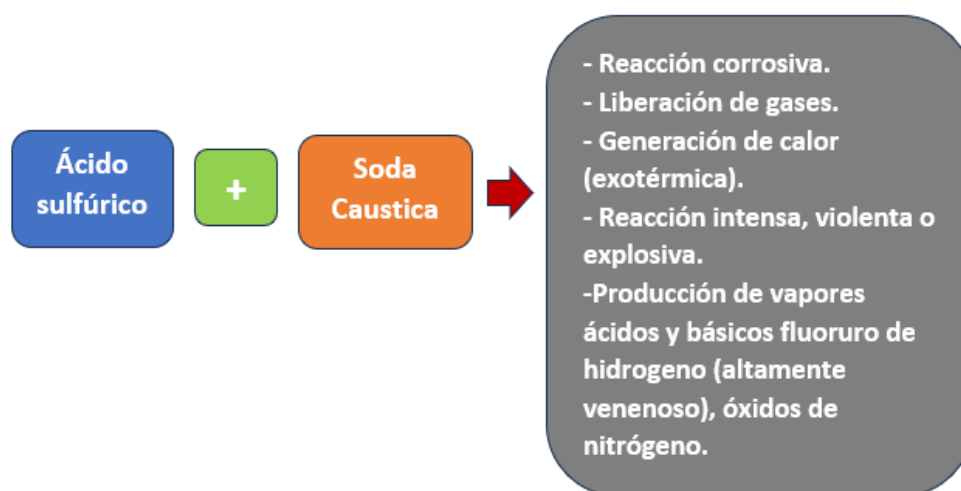 Ácido
sulfúrico
+
Soda
Caustica
- Reacción corrosiva.
- Liberación de gases.
- Generación de calor
(exotérmica).
- Reacción intensa, violenta o
explosiva.
-Producción de vapores
ácidos y básicos fluoruro de
hidrogeno (altamente
venenoso), óxidos de
nitrógeno.